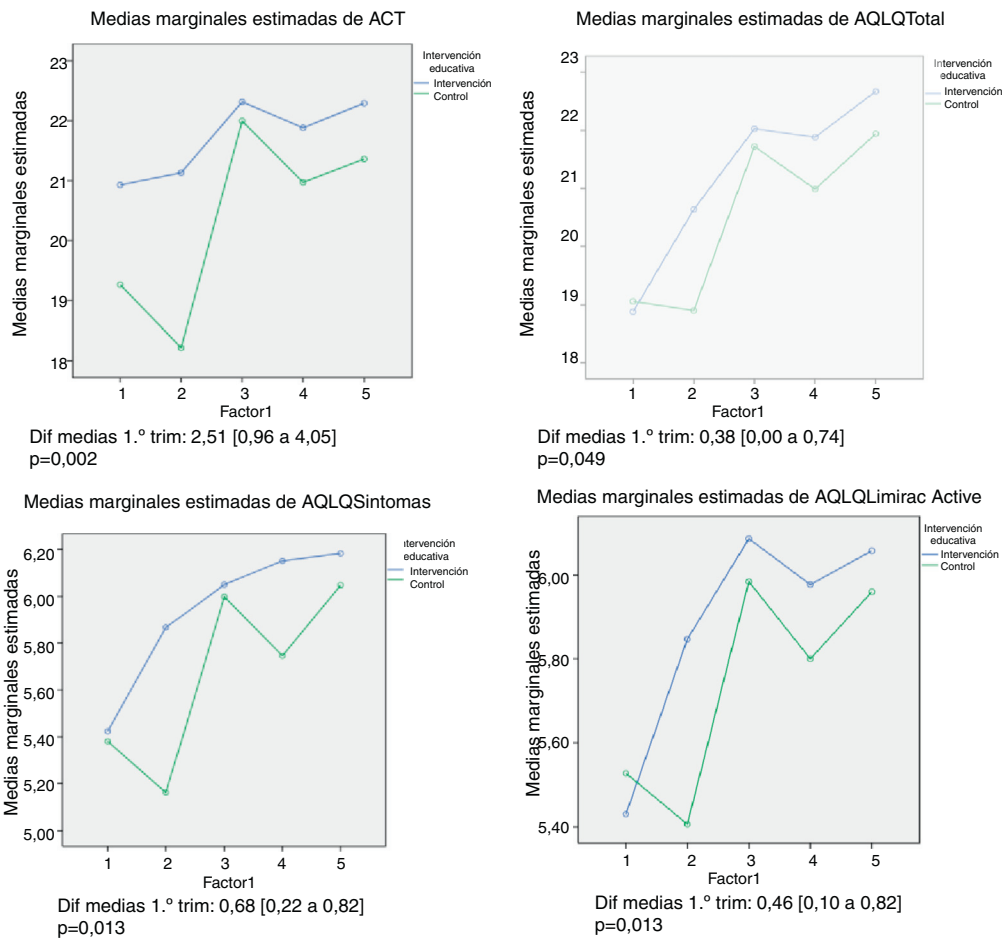 Medias marginales estimadas de ACT
Medias marginales estimadas
23
22
21
20
19
18
1 2 3 4 5
Factor1
Intervención
educativa
Intervención
Control
Dif medias 1.º trim: 2,51 [0,96 a 4,05]
p=0,002
Medias marginales estimadas de AQLQTotal
Medias marginales estimadas
23
22
21
20
19
18
1 2 3 4 5
Factor1
Intervención
educativa
Intervención
Control
Dif medias 1.º trim: 0,38 [0,00 a 0,74]
p=0,049
Medias marginales estimadas de AQLQSintomas
Medias marginales estimadas
6,20
6,00
5,80
5,60
5,40
5,20
5,00
1 2 3 4 5
Factor1
ntervención
educativa
Intervención
Control
Dif medias 1.º trim: 0,68 [0,22 a 0,82]
p=0,013
Medias marginales estimadas de AQLQLimirac Active
Medias marginales estimadas
6,00
5,80
5,60
5,40
1 2 3 4 5
Factor1
Intervención
educativa
Intervención
Control
Dif medias 1.º trim: 0,46 [0,10 a 0,82]
p=0,013